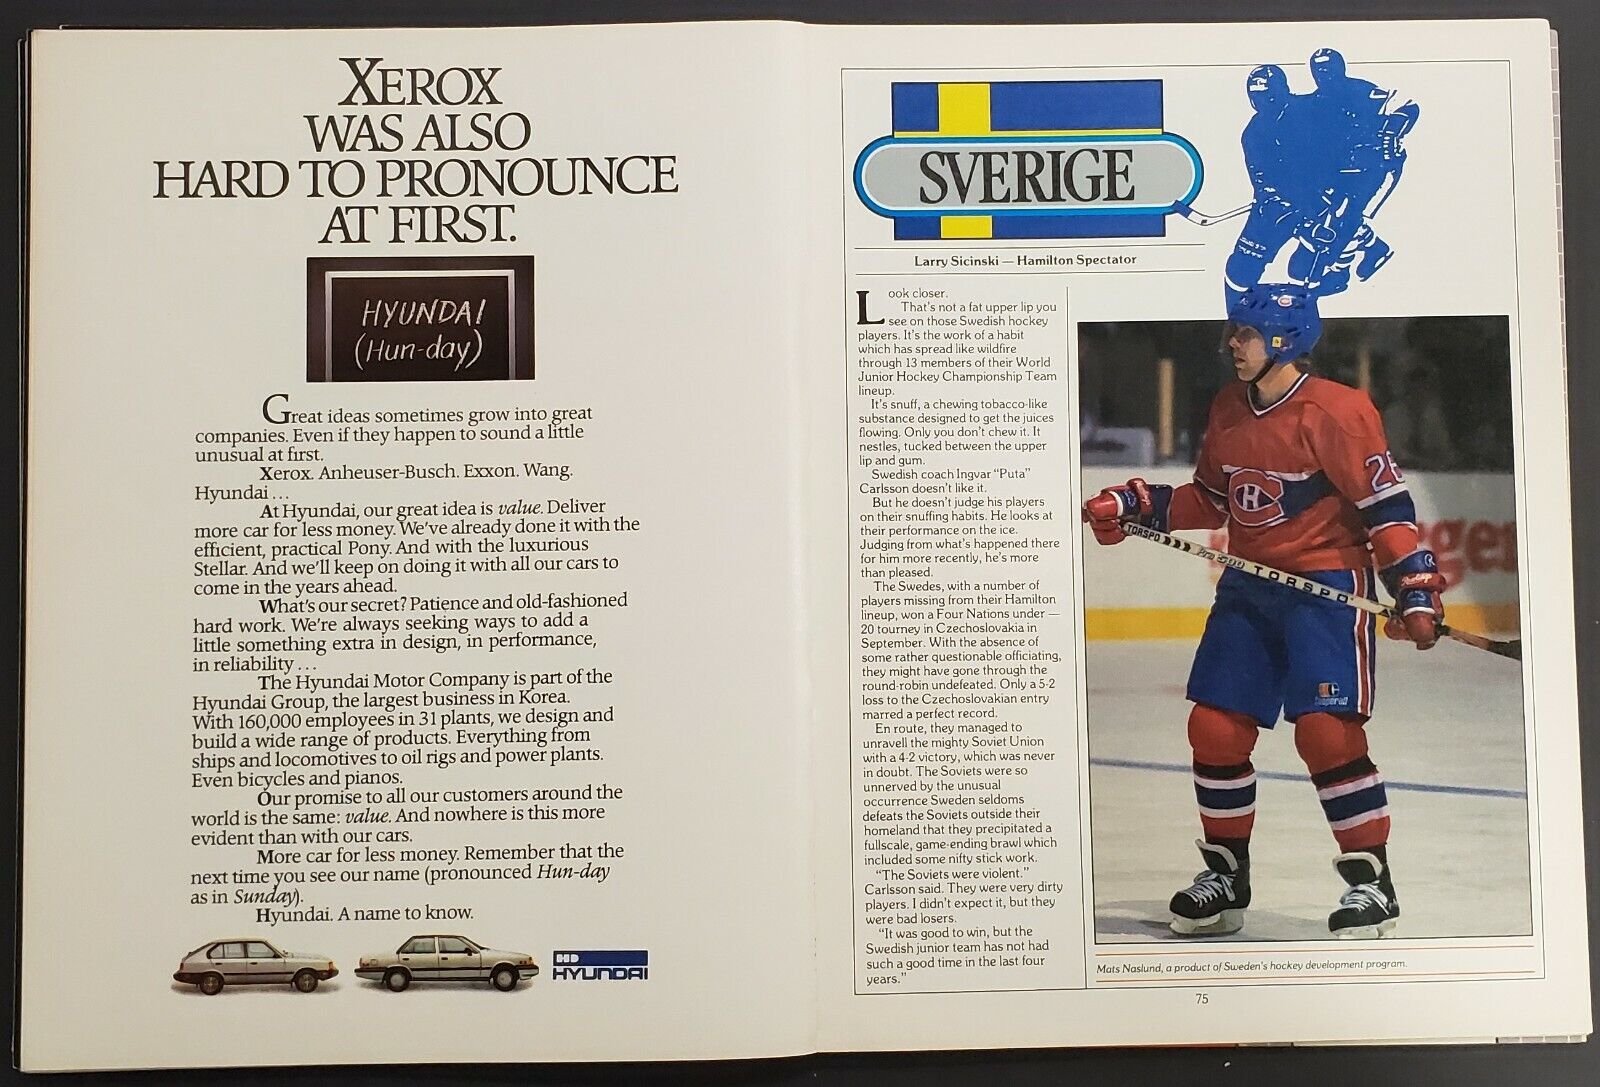 XEROX
WAS ALSO
HARD TO PRONOUNCE
AT FIRST.
HYUNDAI
(Hun-day)
Great ideas sometimes grow into great
companies. Even if they happen to sound a little
unusual at first.
Xerox. Anheuser-Busch. Exxon. Wang.
Hyundai...
At Hyundai, our great idea is value. Deliver
more car for less money. We've already done it with the
efficient, practical Pony. And with the luxurious
Stellar. And we'll keep on doing it with all our cars to
come in the years ahead.
What's our secret? Patience and old-fashioned
hard work. We're always seeking ways to add a
little something extra in design, in performance,
in reliability...
The Hyundai Motor Company is part of the
Hyundai Group, the largest business in Korea.
With 160,000 employees in 31 plants, we design and
build a wide range of products. Everything from
ships and locomotives to oil rigs and power plants.
Even bicycles and pianos.
Our promise to all our customers around the
world is the same: value. And nowhere is this more
evident than with our cars.
More car for less money. Remember that the
next time you see our name (pronounced Hun-day
as in Sunday).
Hyundai. A name to know.
HD
HYUNDAI
SVERIGE
Larry Sicinski — Hamilton Spectator
Look closer.
That's not a fat upper lip you
see on those Swedish hockey
players. It's the work of a habit
which has spread like wildfire
through 13 members of their World
Junior Hockey Championship Team
lineup.
It's snuff, a chewing tobacco-like
substance designed to get the juices
flowing. Only you don't chew it. It
nestles, tucked between the upper
lip and gum.
Swedish coach Ingvar "Puta"
Carlsson doesn't like it.
But he doesn't judge his players
on their snuffing habits. He looks at
their performance on the ice.
Judging from what's happened there
for him more recently, he's more
than pleased.
The Swedes, with a number of
players missing from their Hamilton
lineup, won a Four Nations under —
20 tourney in Czechoslovakia in
September. With the absence of
some rather questionable officiating,
they might have gone through the
round-robin undefeated. Only a 5-2
loss to the Czechoslovakian entry
marred a perfect record.
En route, they managed to
unravell the mighty Soviet Union
with a 4-2 victory, which was never
in doubt. The Soviets were so
unnerved by the unusual
occurrence Sweden seldoms
defeats the Soviets outside their
homeland that they precipitated a
fullscale, game-ending brawl which
included some nifty stick work.
"The Soviets were violent."
Carlsson said. They were very dirty
players. I didn't expect it, but they
were bad losers.
"It was good to win, but the
Swedish junior team has not had
such a good time in the last four
years."
26
CH
TORSPO
Pro 500
TORSPO
Cooperall
Mats Naslund, a product of Sweden's hockey development program.
75